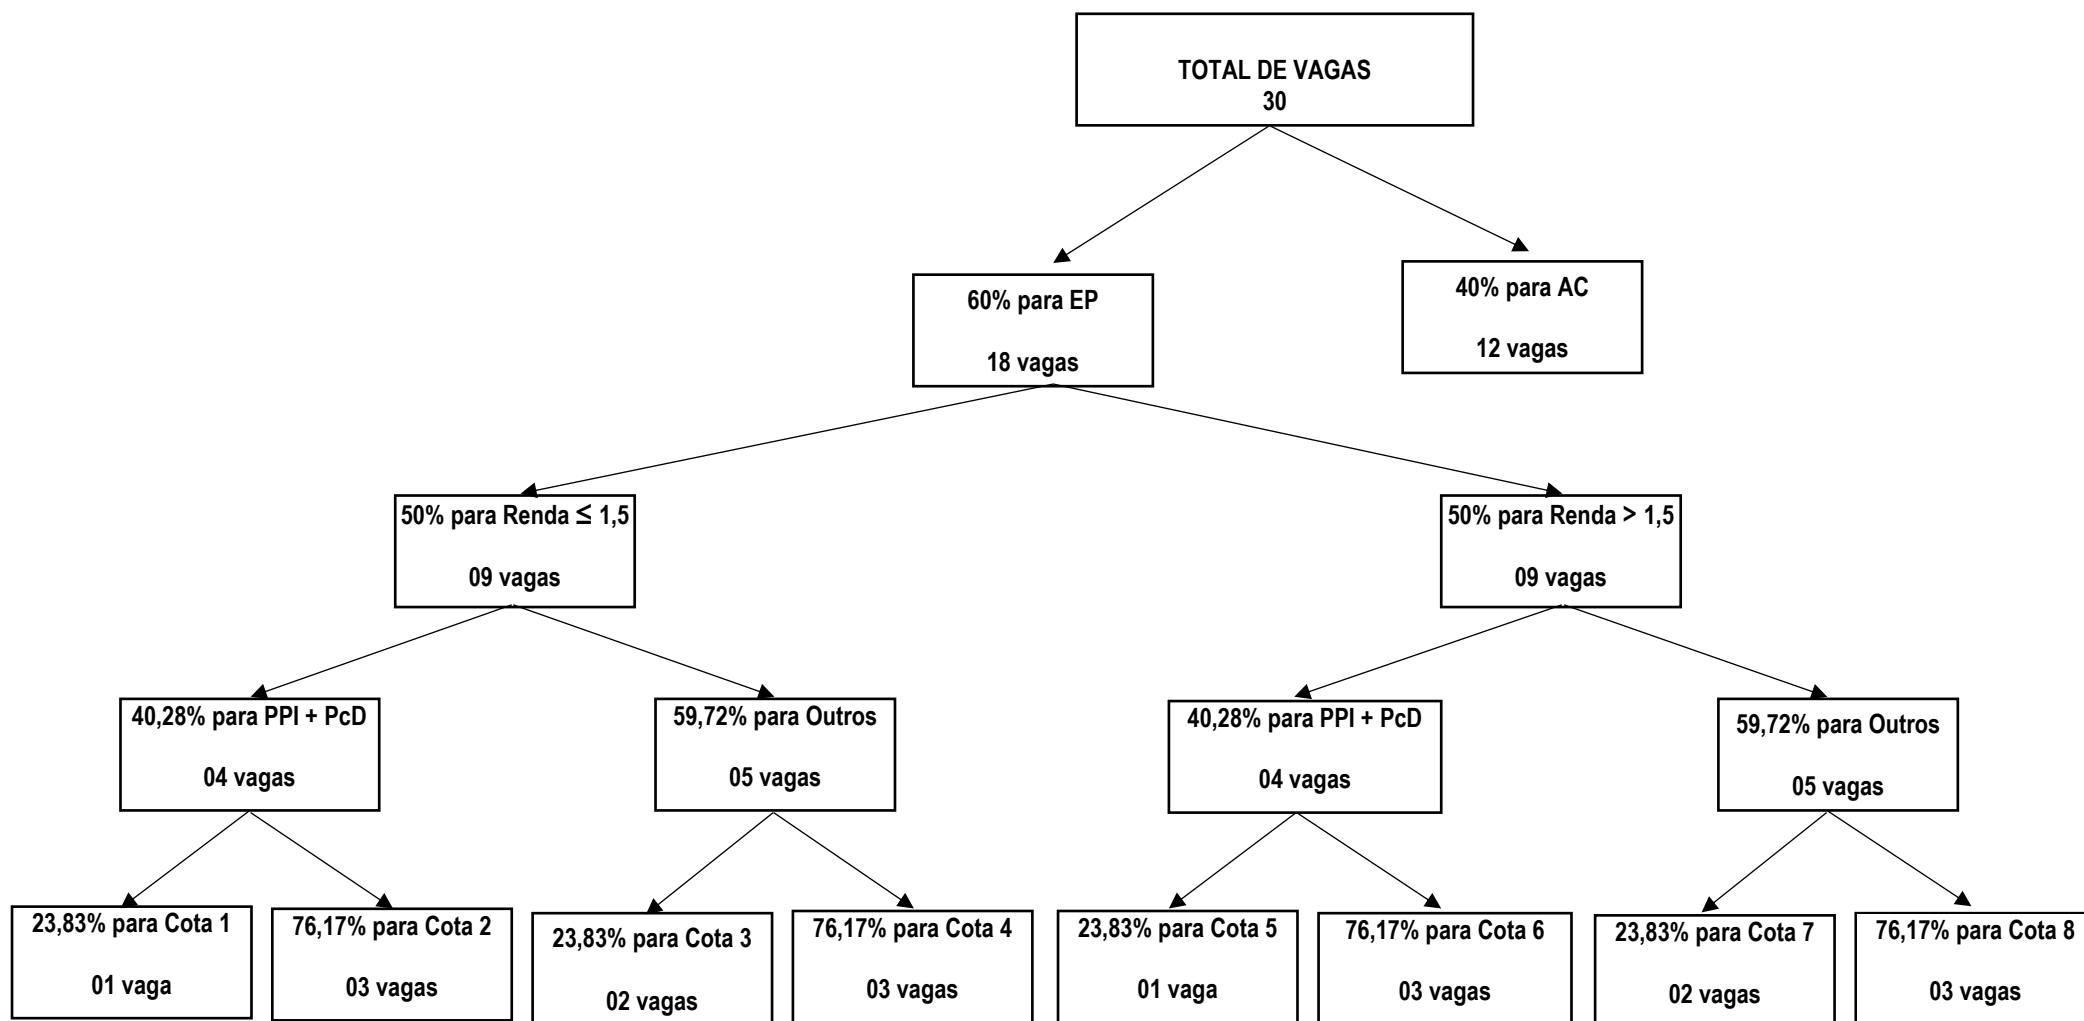 TOTAL DE VAGAS
30
60% para EP
18 vagas
40% para AC
12 vagas
50% para Renda ≤ 1,5
09 vagas
50% para Renda > 1,5
09 vagas
40,28% para PPI + PcD
04 vagas
59,72% para Outros
05 vagas
40,28% para PPI + PcD
04 vagas
59,72% para Outros
05 vagas
23,83% para Cota 1
01 vaga
76,17% para Cota 2
03 vagas
23,83% para Cota 3
02 vagas
76,17% para Cota 4
03 vagas
23,83% para Cota 5
01 vaga
76,17% para Cota 6
03 vagas
23,83% para Cota 7
02 vagas
76,17% para Cota 8
03 vagas